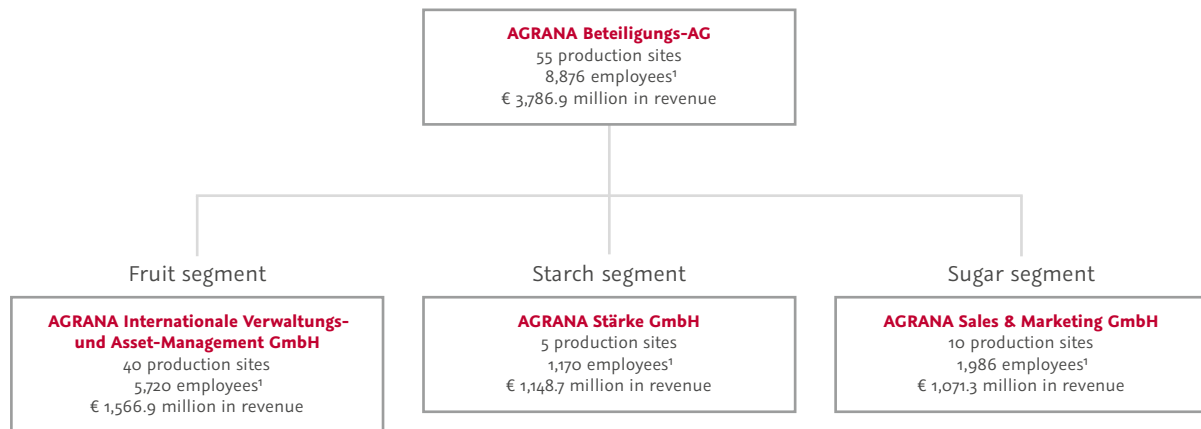 AGRANA Beteiligungs-AG
55 production sites
8,876 employees¹
€ 3,786.9 million in revenue
Fruit segment
AGRANA Internationale Verwaltungs-
und Asset-Management GmbH
40 production sites
5,720 employees¹
€ 1,566.9 million in revenue
Starch segment
AGRANA Stärke GmbH
5 production sites
1,170 employees¹
€ 1,148.7 million in revenue
Sugar segment
AGRANA Sales & Marketing GmbH
10 production sites
1,986 employees¹
€ 1,071.3 million in revenue